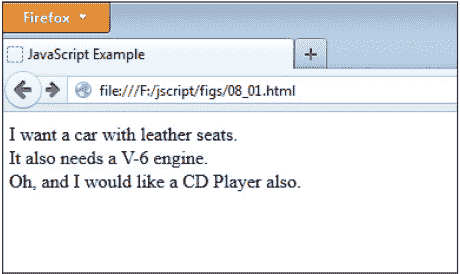 Firefox
JavaScript Example
file:///F:/jscript/figs/08_01.html
I want a car with leather seats.
It also needs a V-6 engine.
Oh, and I would like a CD Player also.